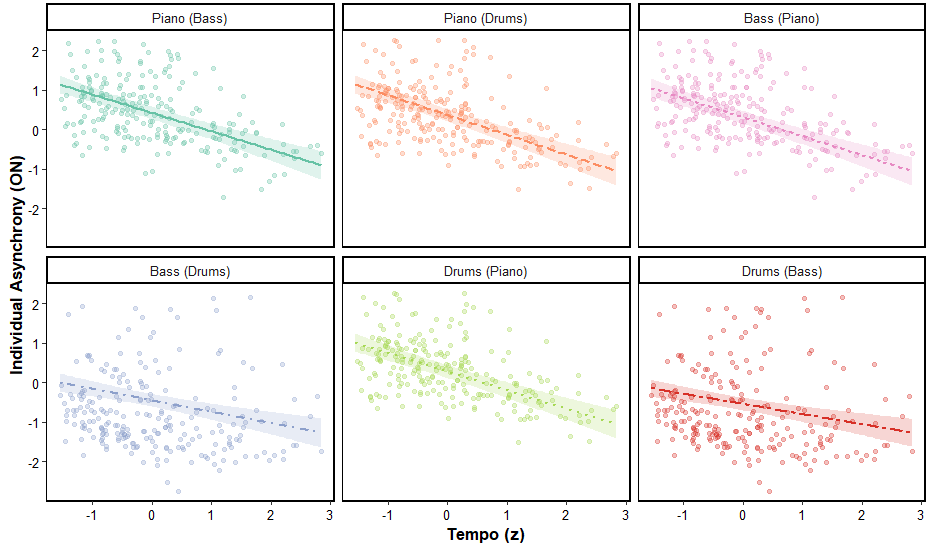 Piano (Bass)
Piano (Drums)
Bass (Piano)
2
1
0
-1
-2
Bass (Drums)
Drums (Piano)
Drums (Bass)
2
1
0
-1
-2
-1 0 1 2 3
-1 0 1 2 3
-1 0 1 2 3
Individual Asynchrony (ON)
Tempo (z)